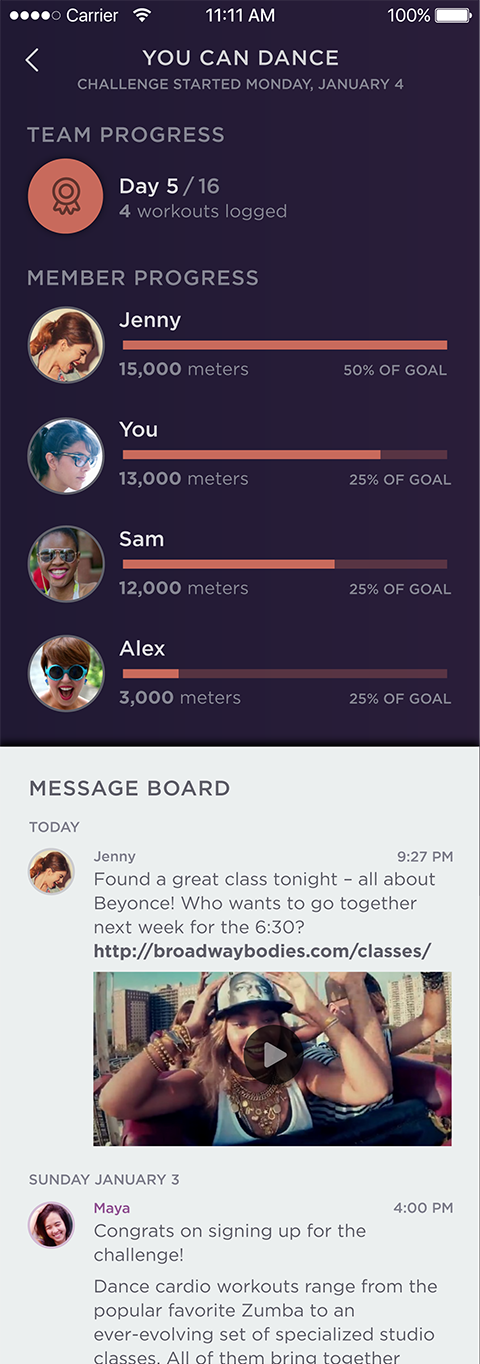 Carrier 11:11 AM 100%
YOU CAN DANCE
CHALLENGE STARTED MONDAY, JANUARY 4
TEAM PROGRESS
Day 5 / 16
4 workouts logged
MEMBER PROGRESS
Jenny
15,000 meters 50% OF GOAL
You
13,000 meters 25% OF GOAL
Sam
12,000 meters 25% OF GOAL
Alex
3,000 meters 25% OF GOAL
MESSAGE BOARD
TODAY
Jenny 9:27 PM
Found a great class tonight – all about
Beyonce! Who wants to go together
next week for the 6:30?
http://broadwaybodies.com/classes/
SUNDAY JANUARY 3
Maya 4:00 PM
Congrats on signing up for the
challenge!
Dance cardio workouts range from the
popular favorite Zumba to an
ever-evolving set of specialized studio
classes. All of them bring together